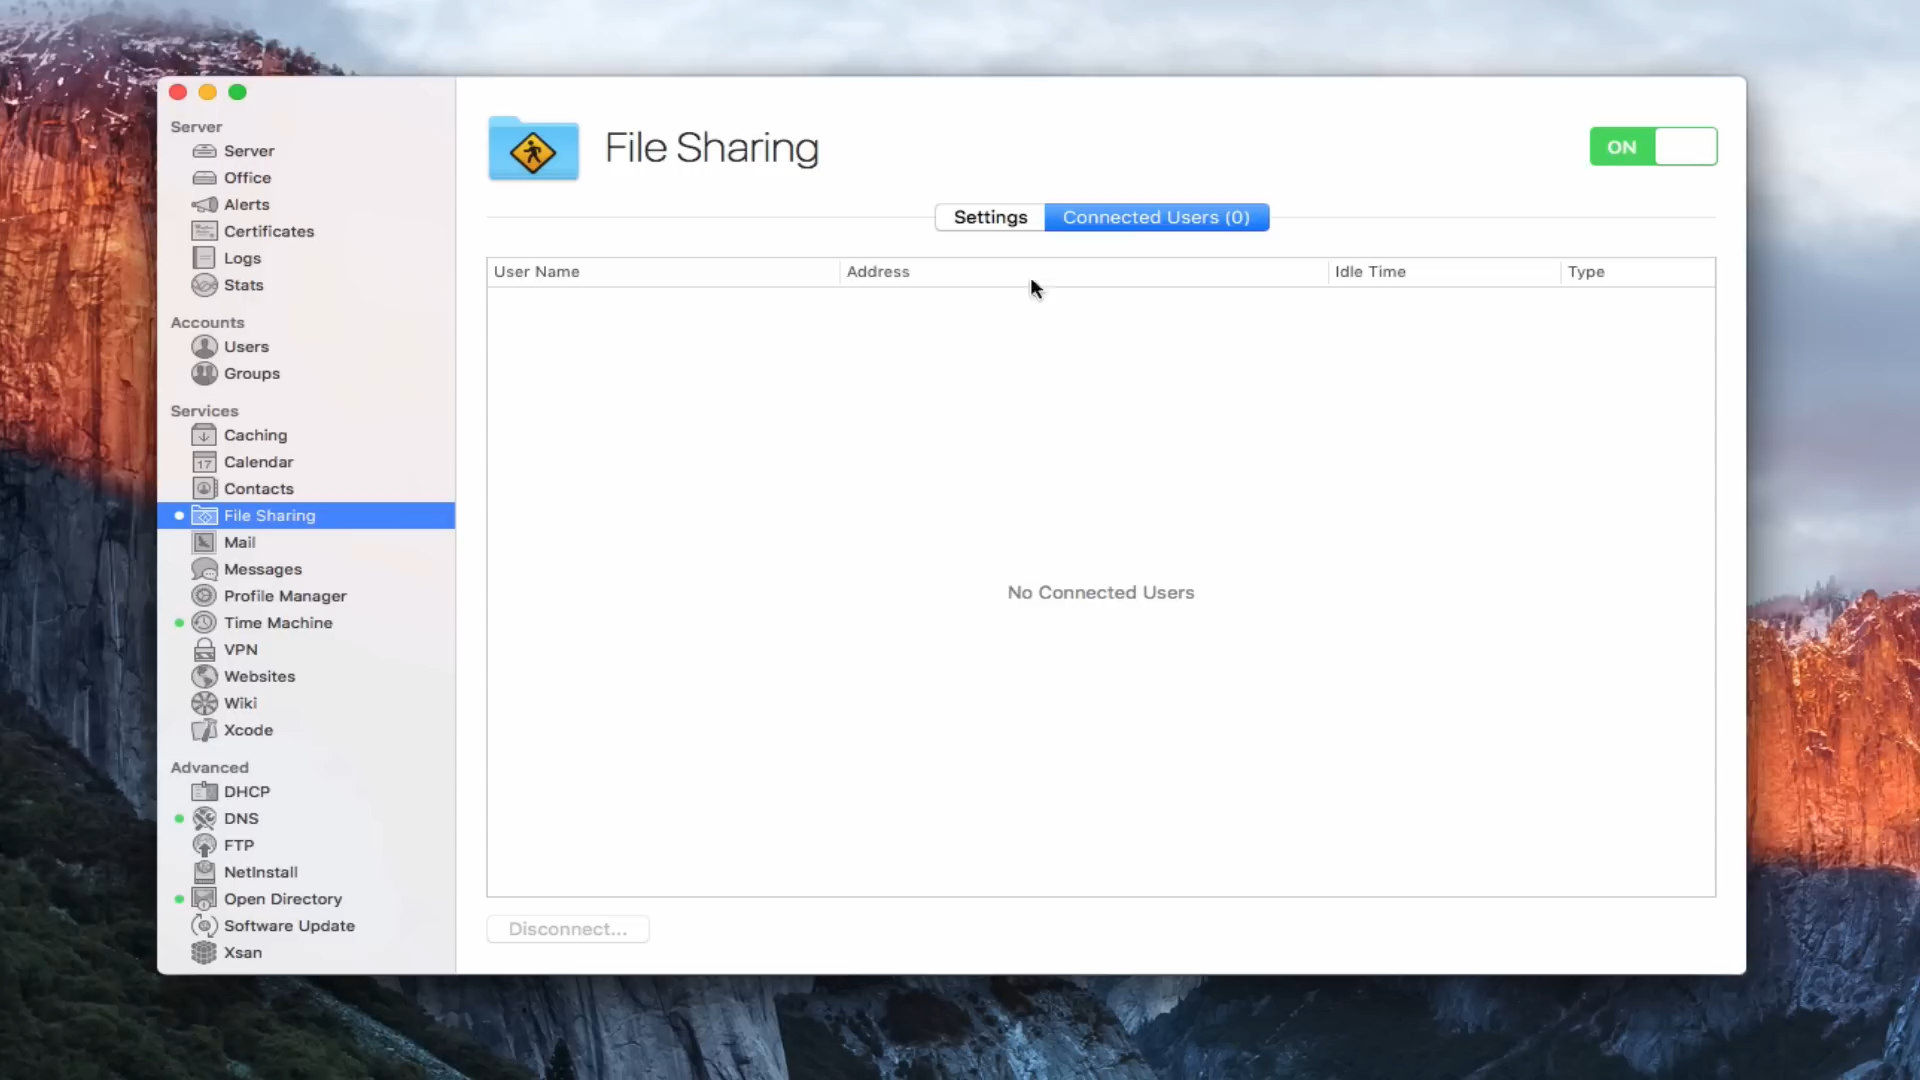 Server
Server
Office
Alerts
Certificates
Logs
Stats
Accounts
Users
Groups
Services
Caching
17
Calendar
Contacts
File Sharing
Mail
Messages
Profile Manager
Time Machine
VPN
Websites
Wiki
Xcode
Advanced
DHCP
DNS
FTP
NetInstall
Open Directory
Software Update
Xsan
File Sharing
ON
Settings
Connected Users (0)
User Name
Address
Idle Time
Type
No Connected Users
Disconnect...